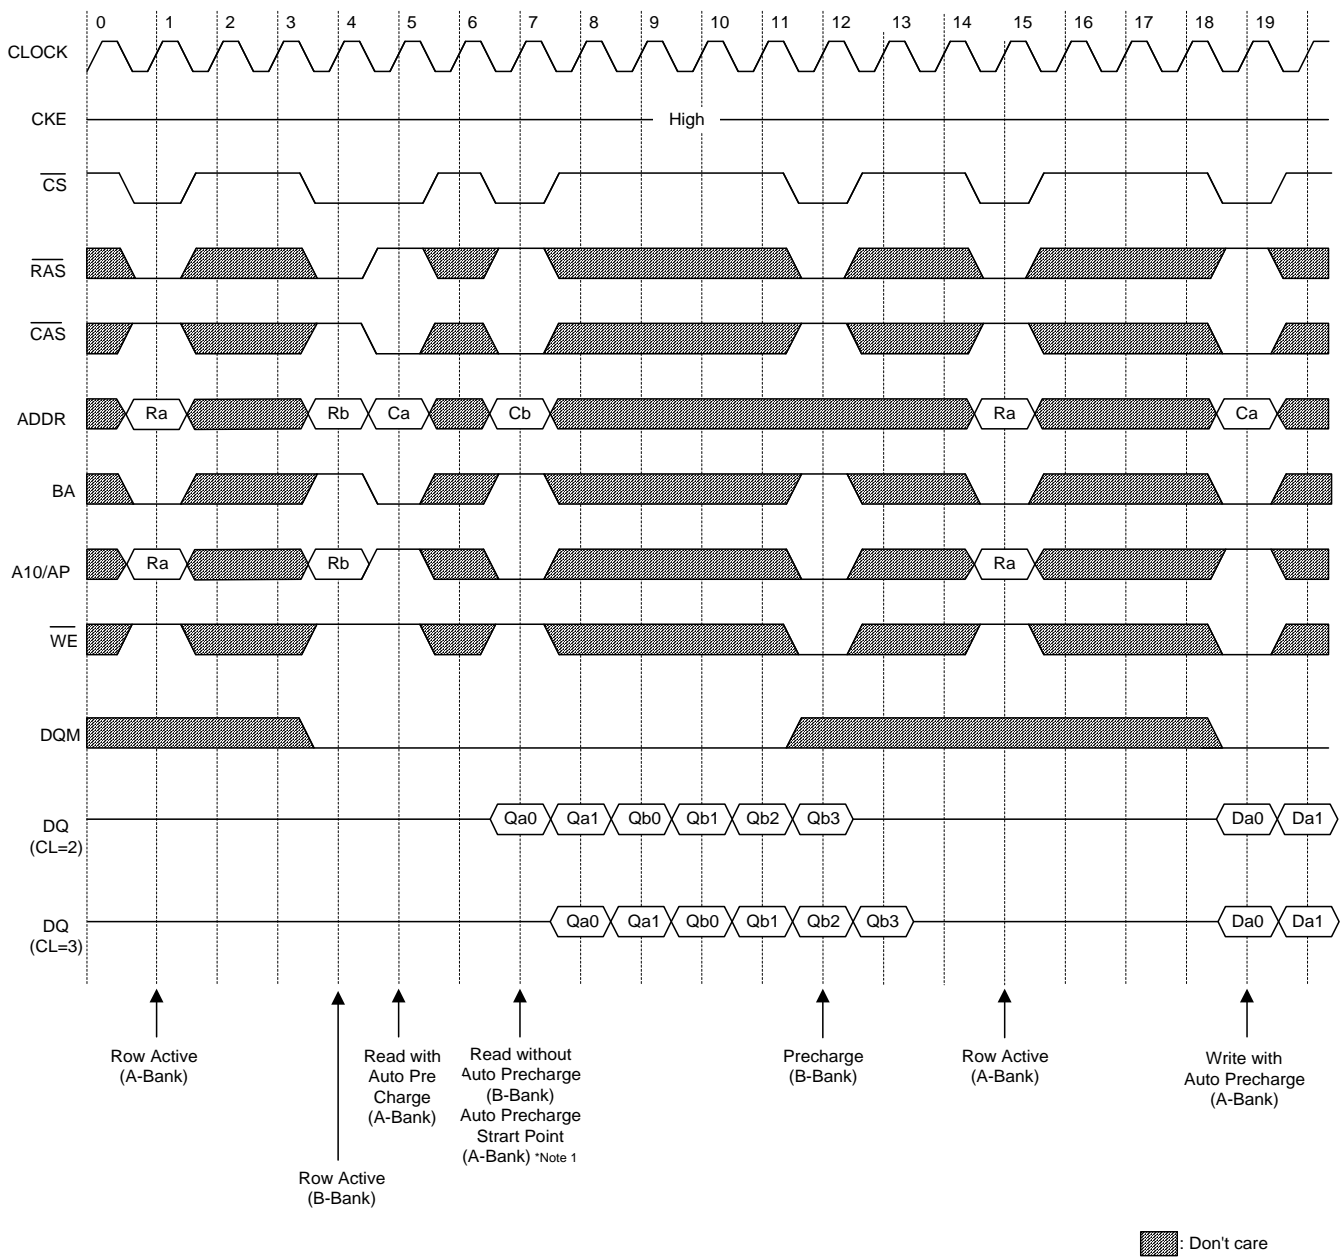 0 1 2 3 4 5 6 7 8 9 10 11 12 13 14 15 16 17 18 19
CLOCK
CKE High
CS
RAS
CAS
ADDR Ra Rb Ca Cb Ra Ca
BA
A10/AP Ra Rb Ra
WE
DQM
DQ Qa0 Qa1 Qb0 Qb1 Qb2 Qb3 Da0 Da1
(CL=2)
DQ Qa0 Qa1 Qb0 Qb1 Qb2 Qb3 Da0 Da1
(CL=3)
Row Active
(A-Bank)
Row Active
(B-Bank)
Read with
Auto Pre
Charge
(A-Bank)
Read without
Auto Precharge
(B-Bank)
Auto Precharge
Strart Point
(A-Bank) *Note 1
Precharge
(B-Bank)
Row Active
(A-Bank)
Write with
Auto Precharge
(A-Bank)
: Don't care